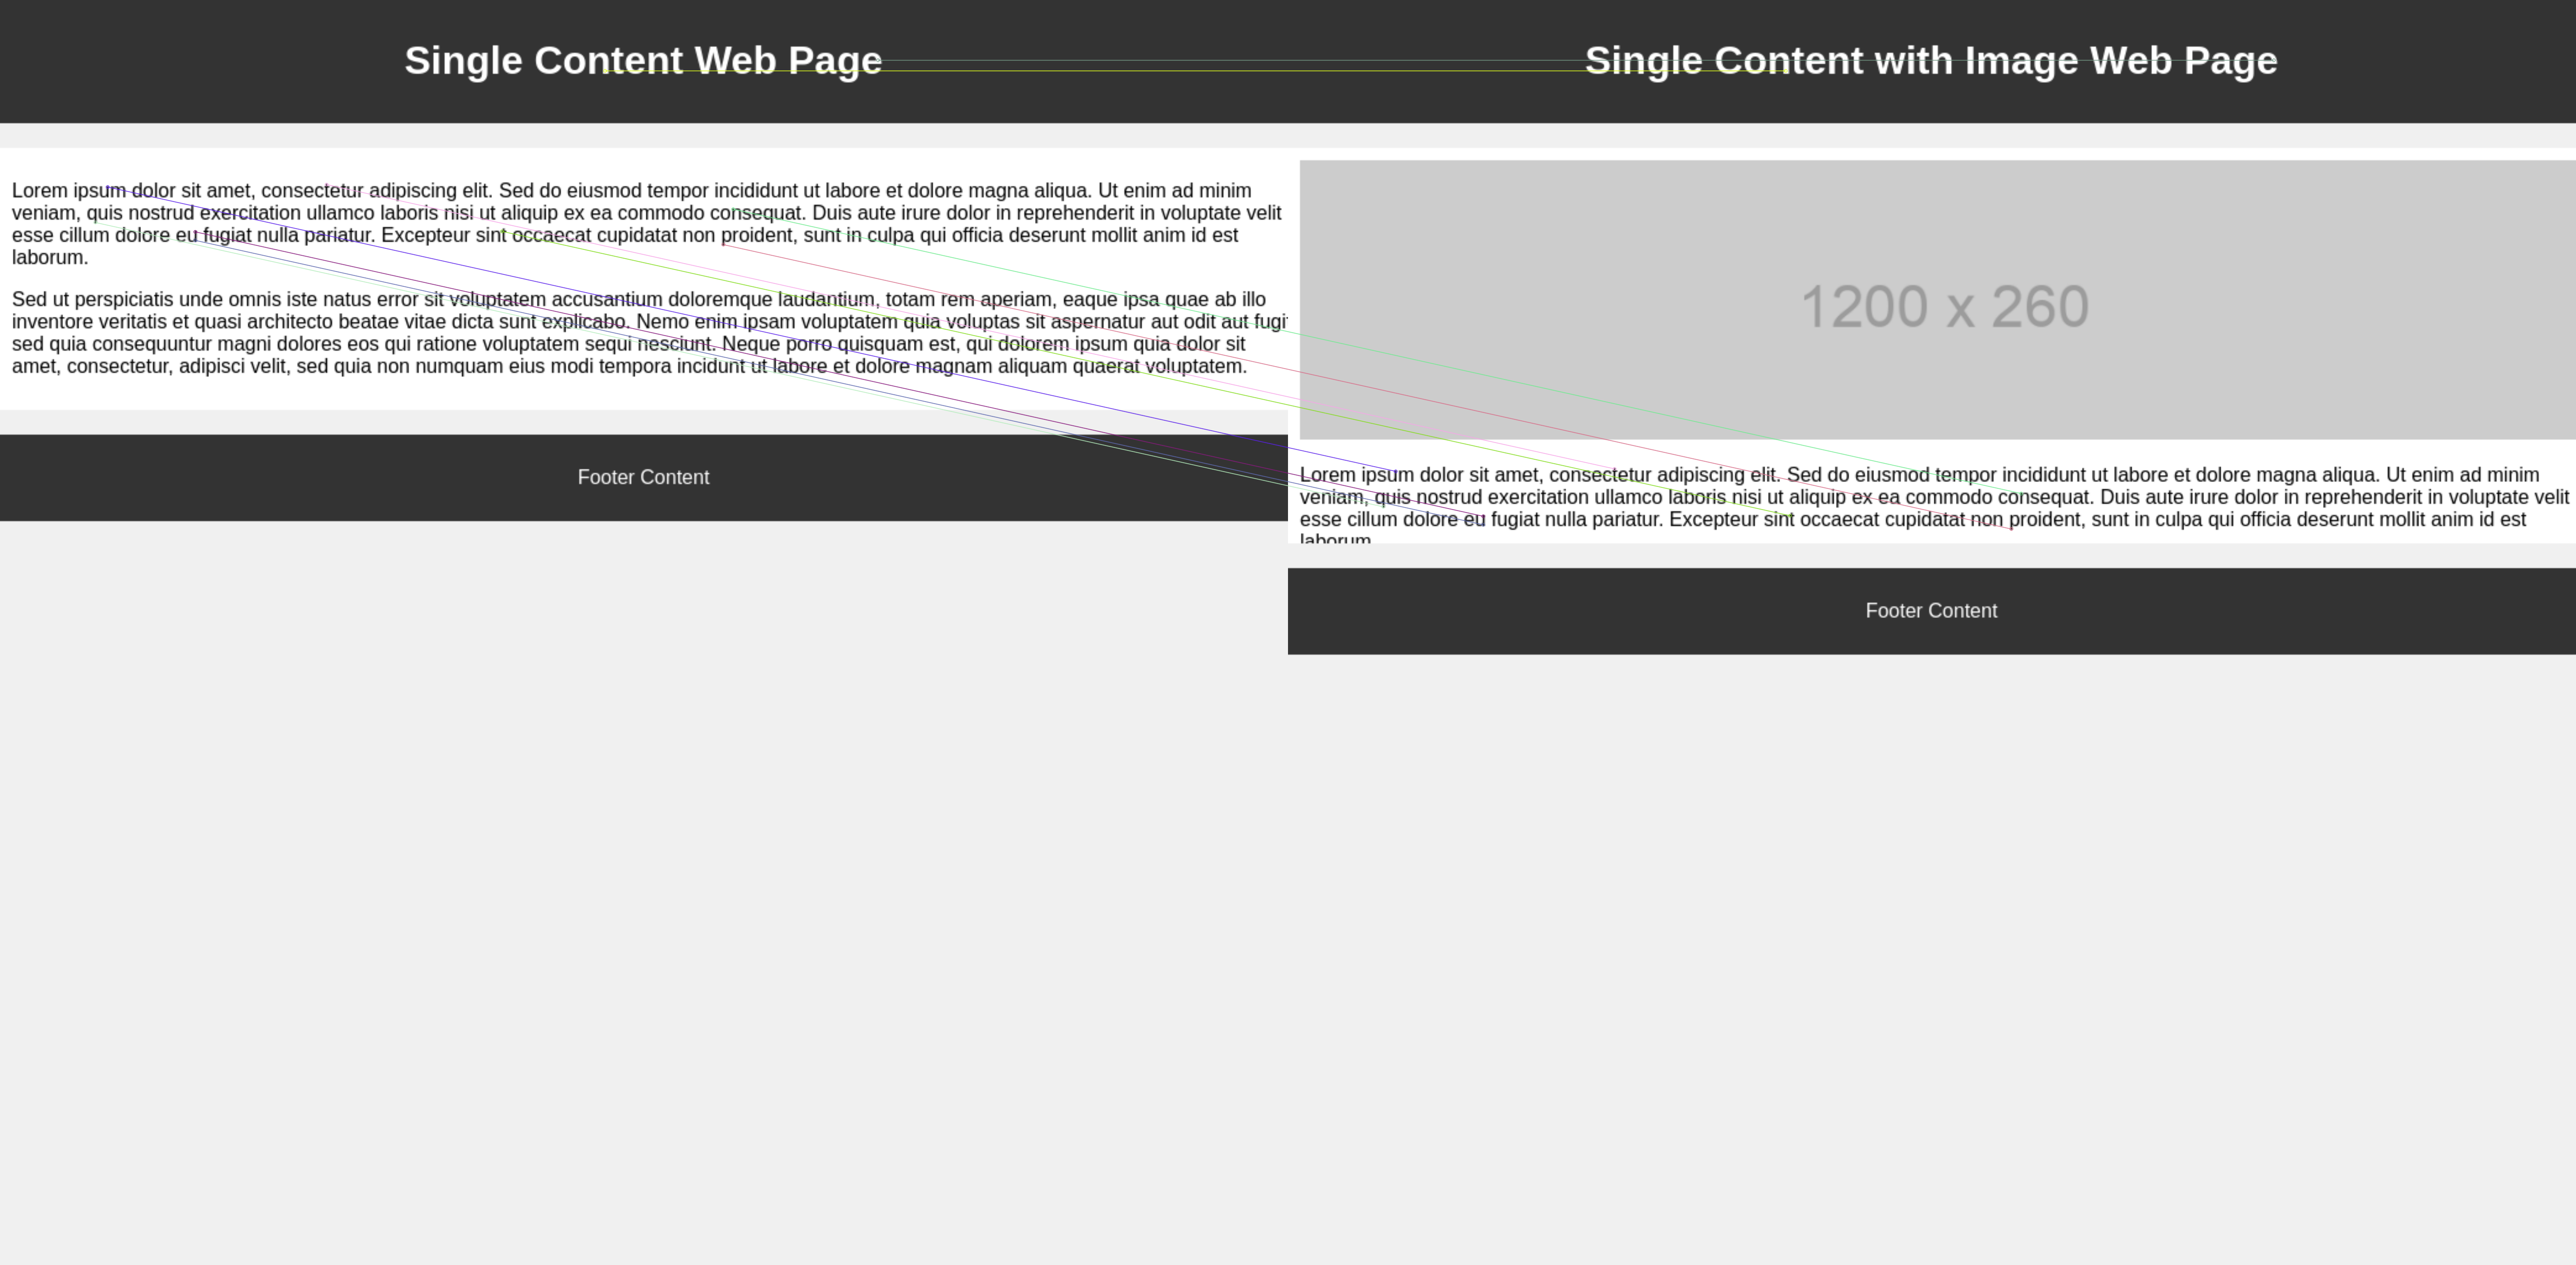 Single Content Web Page
Lorem ipsum dolor sit amet, consectetur adipiscing elit. Sed do eiusmod tempor incididunt ut labore et dolore magna aliqua. Ut enim ad minim
veniam, quis nostrud exercitation ullamco laboris nisi ut aliquip ex ea commodo consequat. Duis aute irure dolor in reprehenderit in voluptate velit
esse cillum dolore eu fugiat nulla pariatur. Excepteur sint occaecat cupidatat non proident, sunt in culpa qui officia deserunt mollit anim id est
laborum.
Sed ut perspiciatis unde omnis iste natus error sit voluptatem accusantium doloremque laudantium, totam rem aperiam, eaque ipsa quae ab illo
inventore veritatis et quasi architecto beatae vitae dicta sunt explicabo. Nemo enim ipsam voluptatem quia voluptas sit aspernatur aut odit aut fugi
sed quia consequuntur magni dolores eos qui ratione voluptatem sequi nesciunt. Neque porro quisquam est, qui dolorem ipsum quia dolor sit
amet, consectetur, adipisci velit, sed quia non numquam eius modi tempora incidunt ut labore et dolore magnam aliquam quaerat voluptatem.
Footer Content
Single Content with Image Web Page
1200 x 260
Lorem ipsum dolor sit amet, consectetur adipiscing elit. Sed do eiusmod tempor incididunt ut labore et dolore magna aliqua. Ut enim ad minim
veniam, quis nostrud exercitation ullamco laboris nisi ut aliquip ex ea commodo consequat. Duis aute irure dolor in reprehenderit in voluptate velit
esse cillum dolore eu fugiat nulla pariatur. Excepteur sint occaecat cupidatat non proident, sunt in culpa qui officia deserunt mollit anim id est
laborum
Footer Content